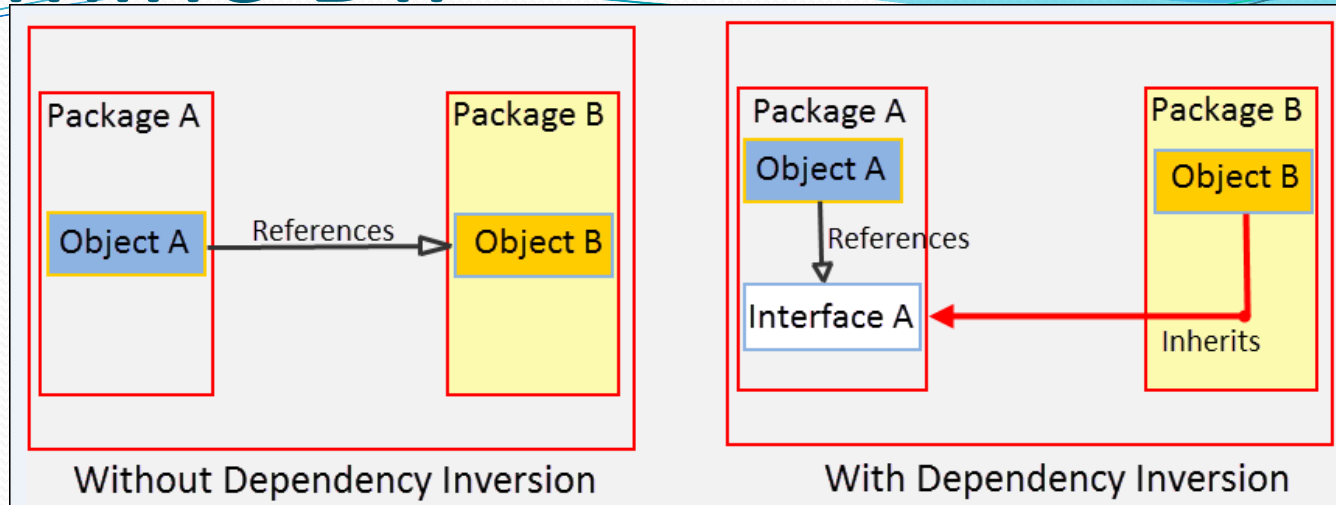 Package A
Package B
Object A
References
Object B
Without Dependency Inversion
Package A
Package B
Object A
Object B
References
Interface A
Inherits
With Dependency Inversion